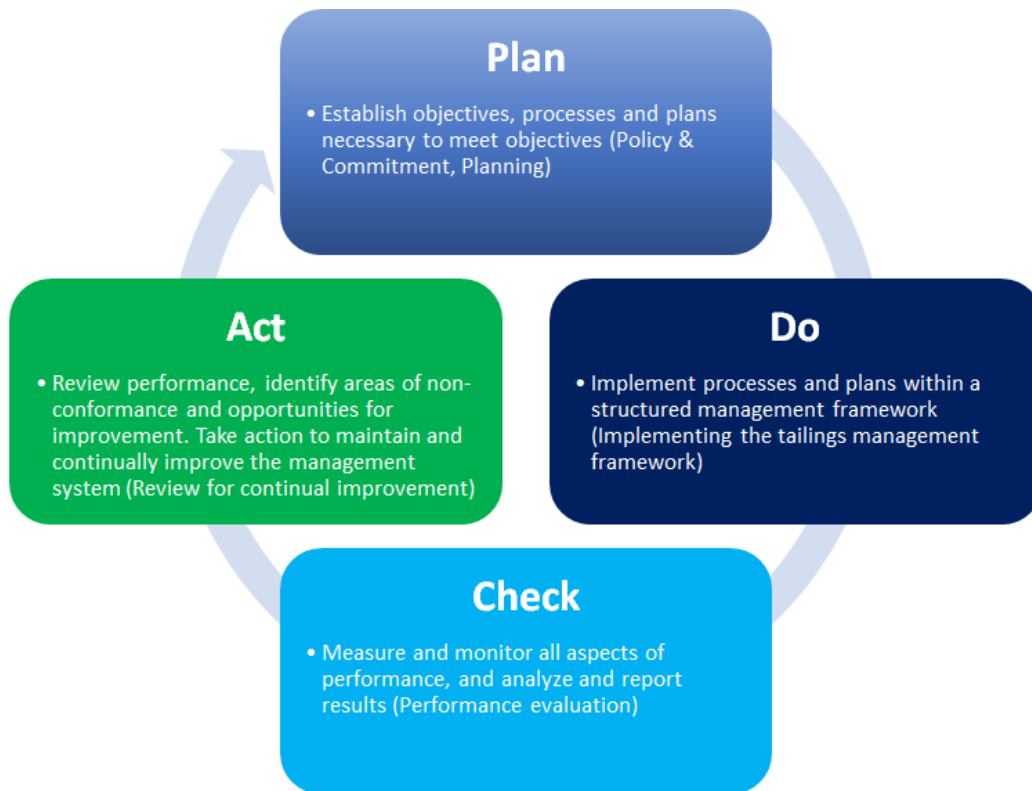 Plan
• Establish objectives, processes and plans
necessary to meet objectives (Policy &
Commitment, Planning)
Do
• Implement processes and plans within a
structured management framework
(Implementing the tailings management
framework)
Check
• Measure and monitor all aspects of
performance, and analyze and report
results (Performance evaluation)
Act
• Review performance, identify areas of non-
conformance and opportunities for
improvement. Take action to maintain and
continually improve the management
system (Review for continual improvement)